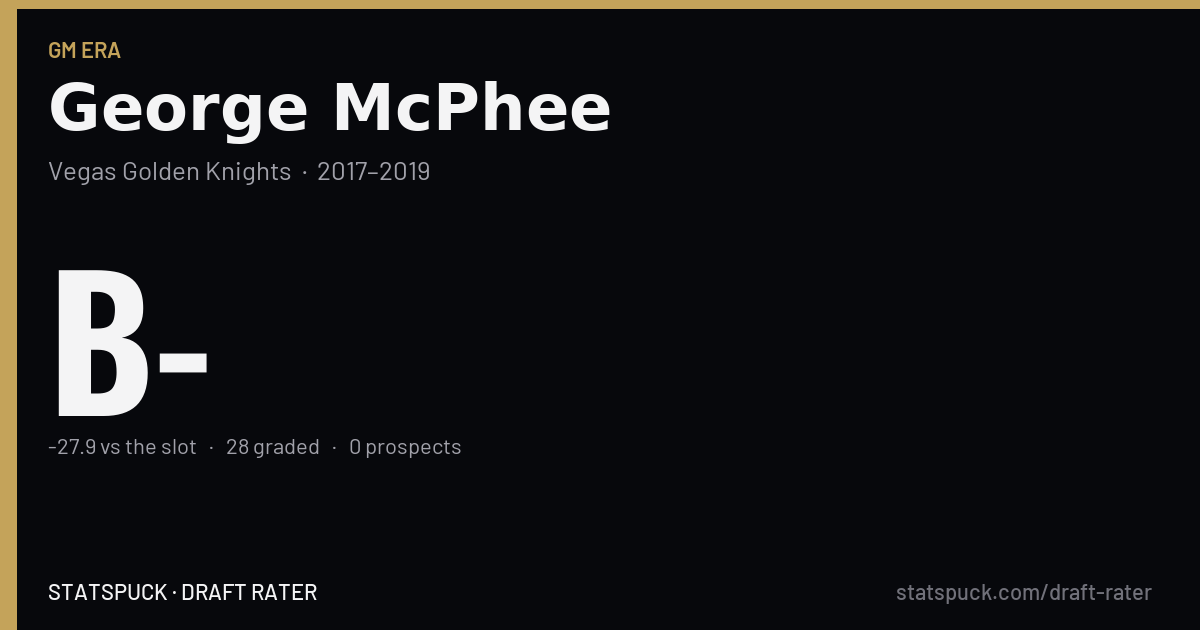 GM ERA
George McPhee
Vegas Golden Knights · 2017–2019
B-
-27.9 vs the slot · 28 graded · 0 prospects
STATSPUCK · DRAFT RATER
statspuck.com/draft-rater